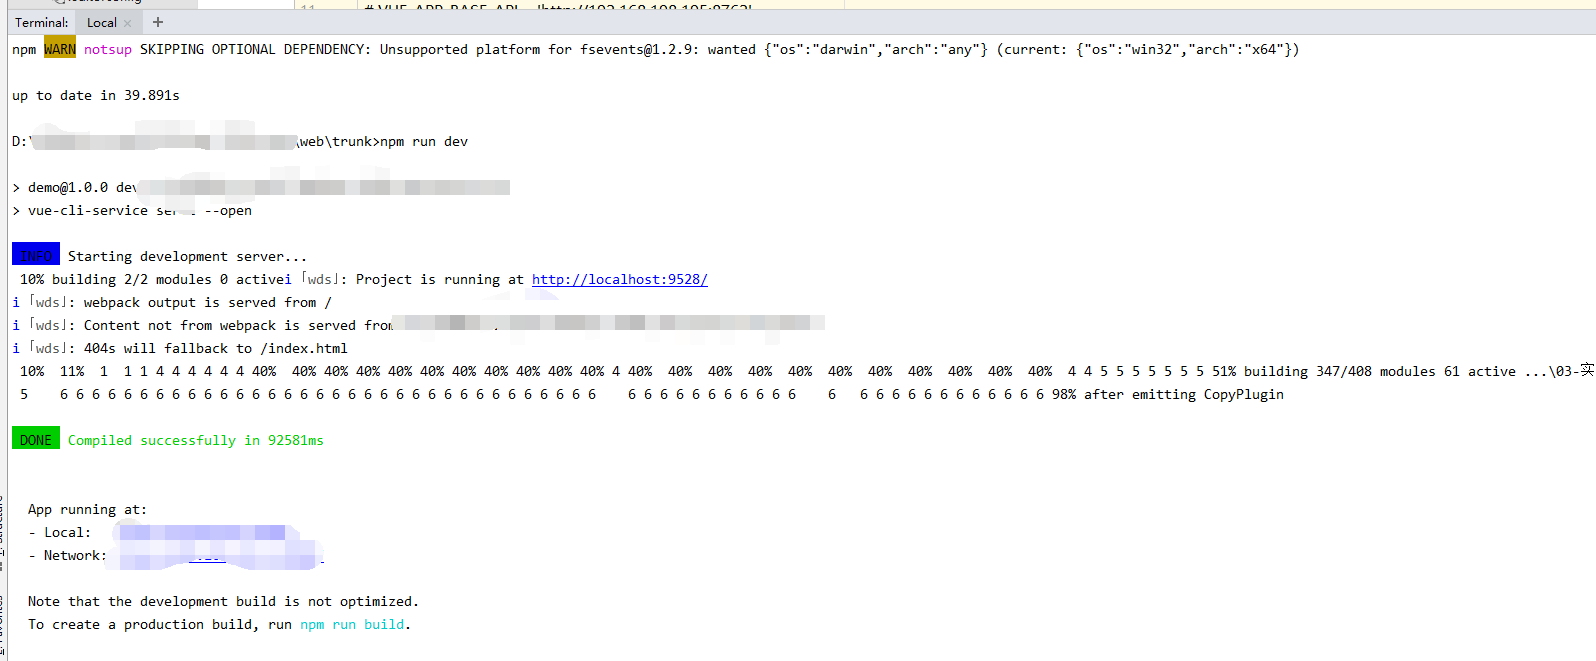 11 # VUE_APP_BASE_API = 'http://192.168.108.195:8762'
Terminal: Local × +
npm WARN notsup SKIPPING OPTIONAL DEPENDENCY: Unsupported platform for fsevents@1.2.9: wanted {"os":"darwin","arch":"any"} (current: {"os":"win32","arch":"x64"})
up to date in 39.891s
D:\ \web\trunk>npm run dev
> demo@1.0.0 dev
> vue-cli-service --open
INFO Starting development server...
10% building 2/2 modules 0 activei 「wds」: Project is running at http://localhost:9528/
i 「wds」: webpack output is served from /
i 「wds」: Content not from webpack is served from
i 「wds」: 404s will fallback to /index.html
10% 11% 1 1 1 4 4 4 4 4 4 40% 40% 40% 40% 40% 40% 40% 40% 40% 40% 40% 4 40% 40% 40% 40% 40% 40% 40% 40% 40% 40% 40% 4 4 5 5 5 5 5 5 5 51% building 347/408 modules 61 active ...\03-实
5 6 6 6 6 6 6 6 6 6 6 6 6 6 6 6 6 6 6 6 6 6 6 6 6 6 6 6 6 6 6 6 6 6 6 6 6 6 6 6 6 6 6 6 6 6 6 6 6 6 6 6 6 6 6 6 6 6 98% after emitting CopyPlugin
DONE Compiled successfully in 92581ms
App running at:
- Local:
- Network:
Note that the development build is not optimized.
To create a production build, run npm run build.